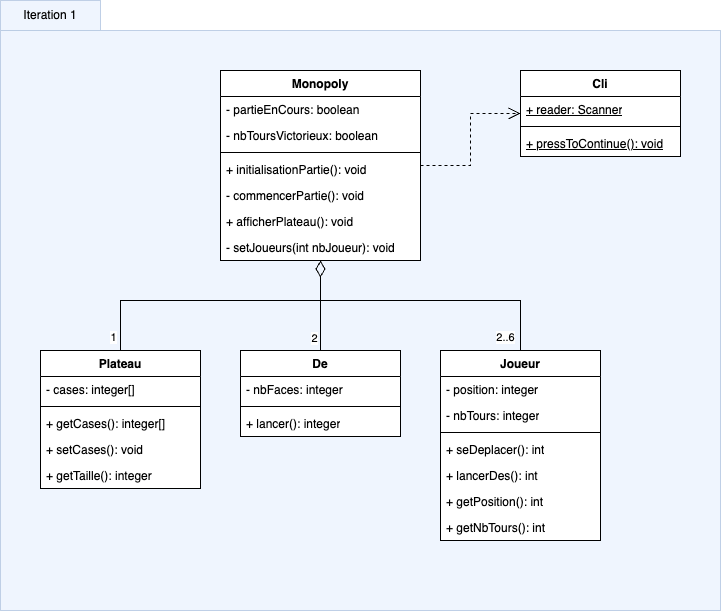 Iteration 1
Monopoly
- partieEnCours: boolean
- nbToursVictorieux: boolean
+ initialisationPartie(): void
- commencerPartie(): void
+ afficherPlateau(): void
- setJoueurs(int nbJoueur): void
Cli
+ reader: Scanner
+ pressToContinue(): void
1
2
2..6
Plateau
- cases: integer[]
+ getCases(): integer[]
+ setCases(): void
+ getTaille(): integer
De
- nbFaces: integer
+ lancer(): integer
Joueur
- position: integer
- nbTours: integer
+ seDeplacer(): int
+ lancerDes(): int
+ getPosition(): int
+ getNbTours(): int